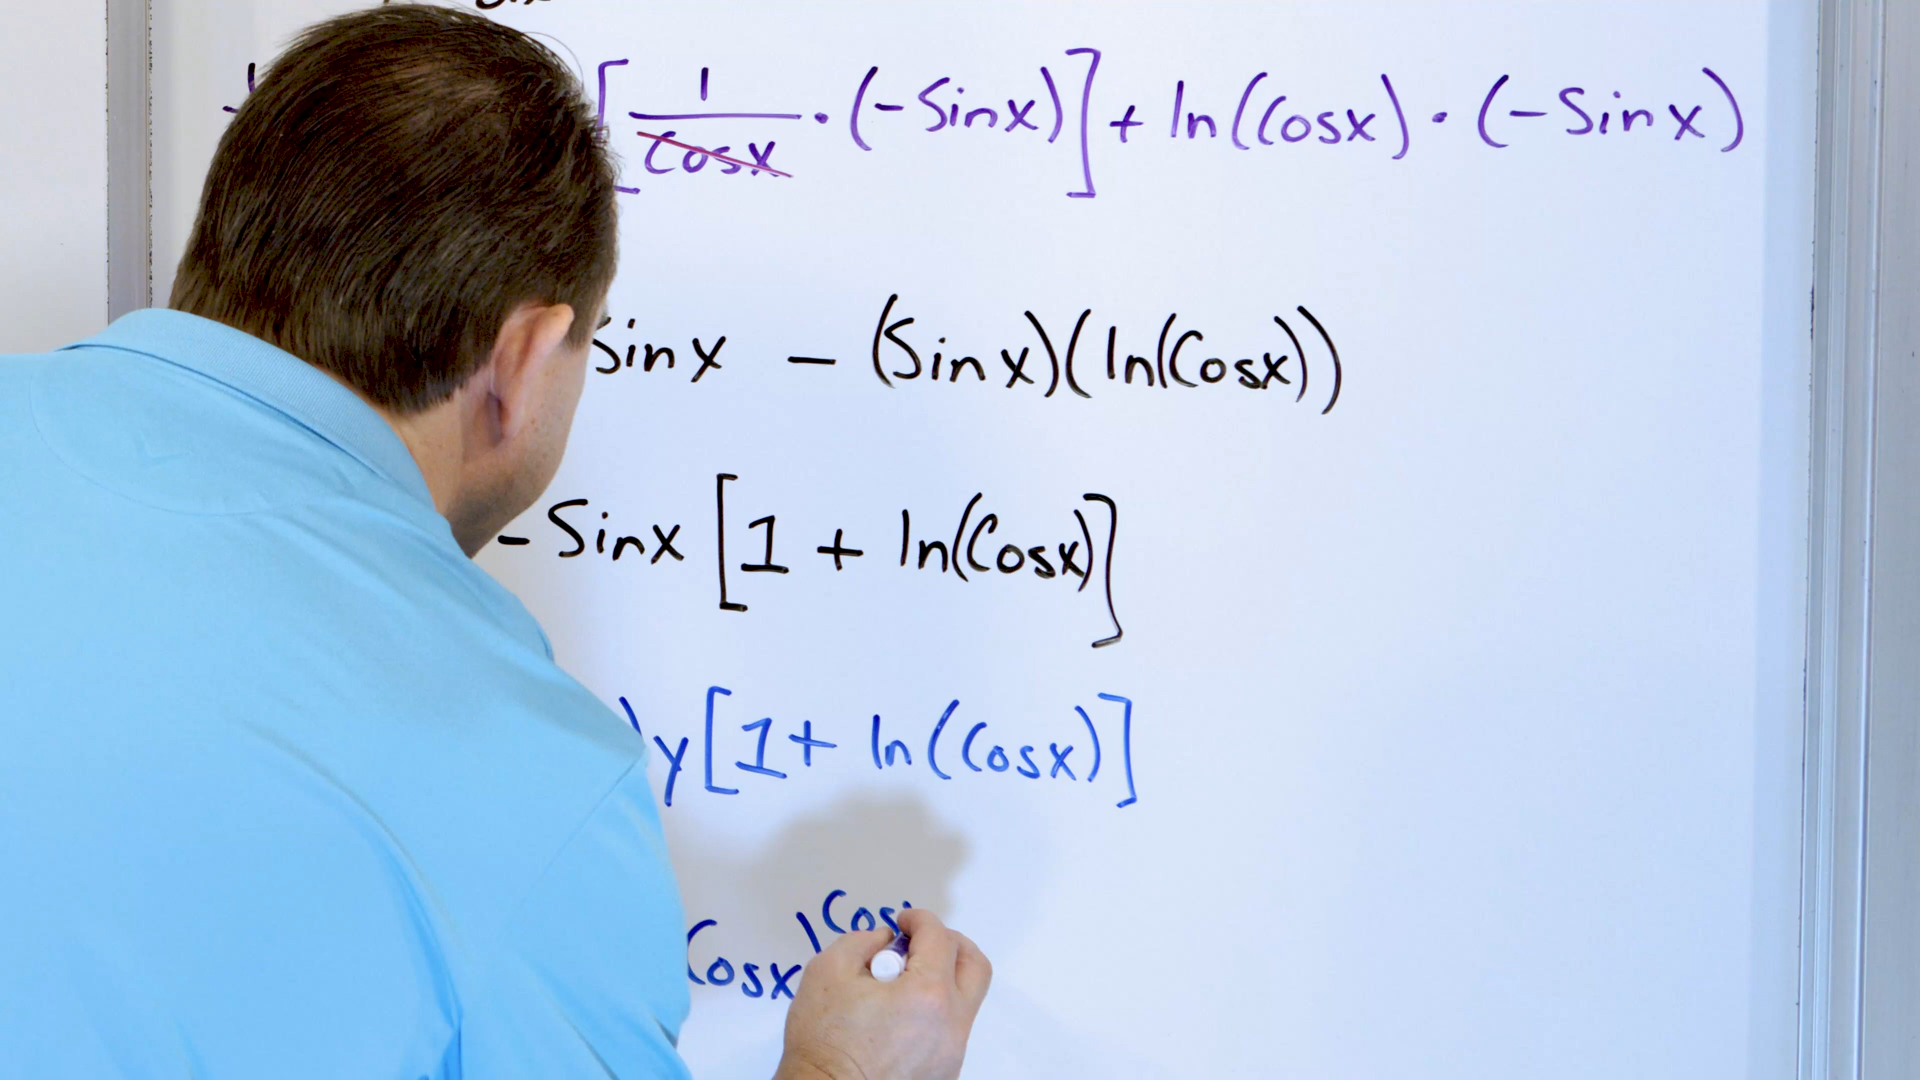 [1/Cosx · (-Sinx)] + ln(Cosx) · (-Sinx)
Sinx - (Sinx)(ln(Cosx))
-Sinx [1 + ln(Cosx)]
)y[1 + ln(Cosx)]
Cosx)^Cos